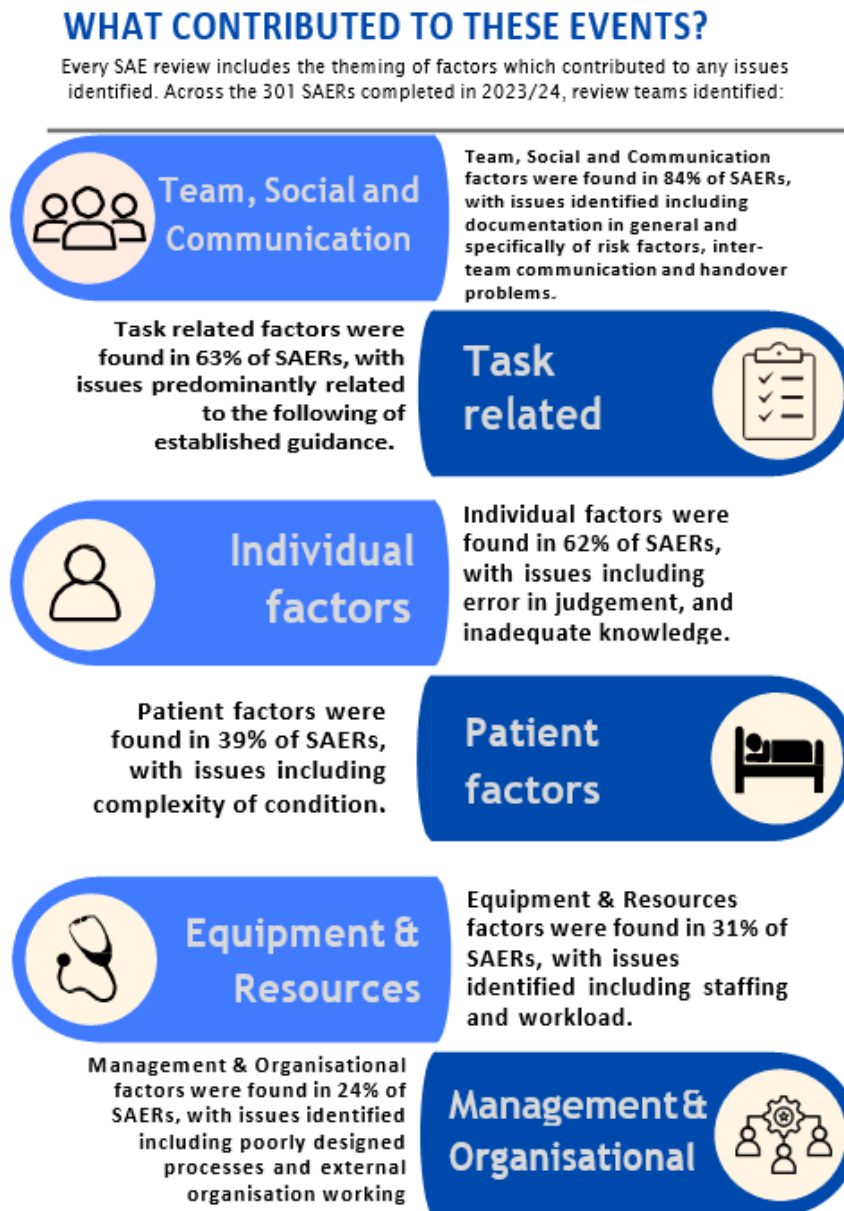 WHAT CONTRIBUTED TO THESE EVENTS?
Every SAE review includes the theming of factors which contributed to any issues
identified. Across the 301 SAERs completed in 2023/24, review teams identified:
Team, Social and
Communication
Team, Social and Communication
factors were found in 84% of SAERs,
with issues identified including
documentation in general and
specifically of risk factors, inter-
team communication and handover
problems.
Task related factors were
found in 63% of SAERs, with
issues predominantly related
to the following of
established guidance.
Task
related
Individual
factors
Individual factors were
found in 62% of SAERs,
with issues including
error in judgement, and
inadequate knowledge.
Patient factors were
found in 39% of SAERs,
with issues including
complexity of condition.
Patient
factors
Equipment &
Resources
Equipment & Resources
factors were found in 31% of
SAERs, with issues
identified including staffing
and workload.
Management & Organisational
factors were found in 24% of
SAERs, with issues identified
including poorly designed
processes and external
organisation working
Management &
Organisational